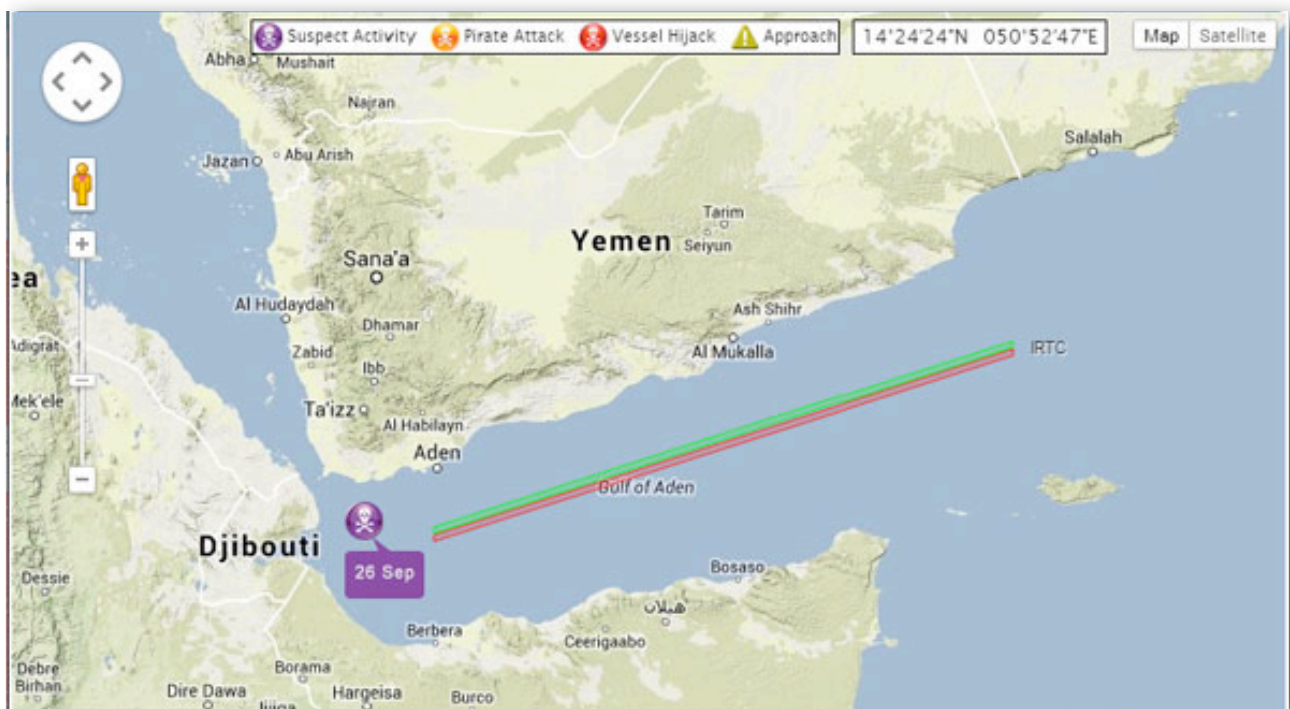 Suspect Activity Pirate Attack Vessel Hijack Approach 14°24'24"N 050°52'47"E Map Satellite
Abha
Mushait
Najran
Salalah
Jazan
Abu Arish
Tarim
Yemen
Seiyun
Sana'a
ea
Al Hudaydah
Ash Shihr
Dhamar
Adigrat
Zabid
Al Mukalla
IRTC
Ibb
Mek'ele
Ta'izz
Al Habilayn
Aden
Gulf of Aden
Djibouti
26 Sep
Bosaso
Dessie
هيلان
Berbera
Ceerigaabo
Debre
Birhan
Borama
Dire Dawa
Hargeisa
Burco